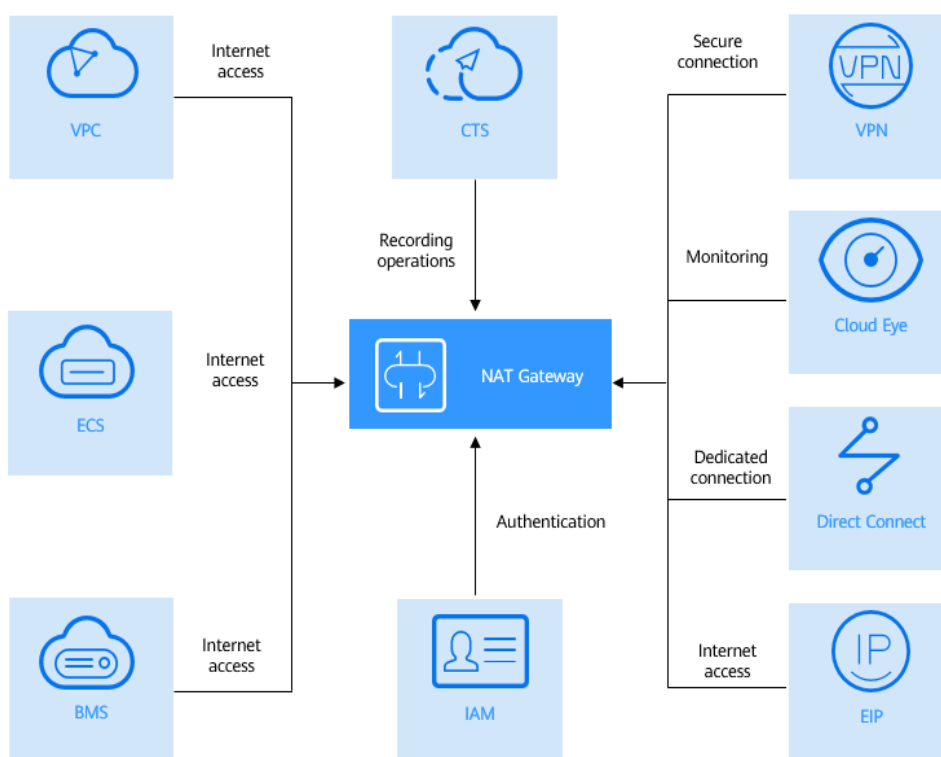 Internet
access
VPC
CTS
Secure
connection
VPN
VPN
Recording
operations
Monitoring
Cloud Eye
Internet
access
ECS
NAT Gateway
Dedicated
connection
Direct Connect
Authentication
Internet
access
BMS
IAM
Internet
access
IP
EIP